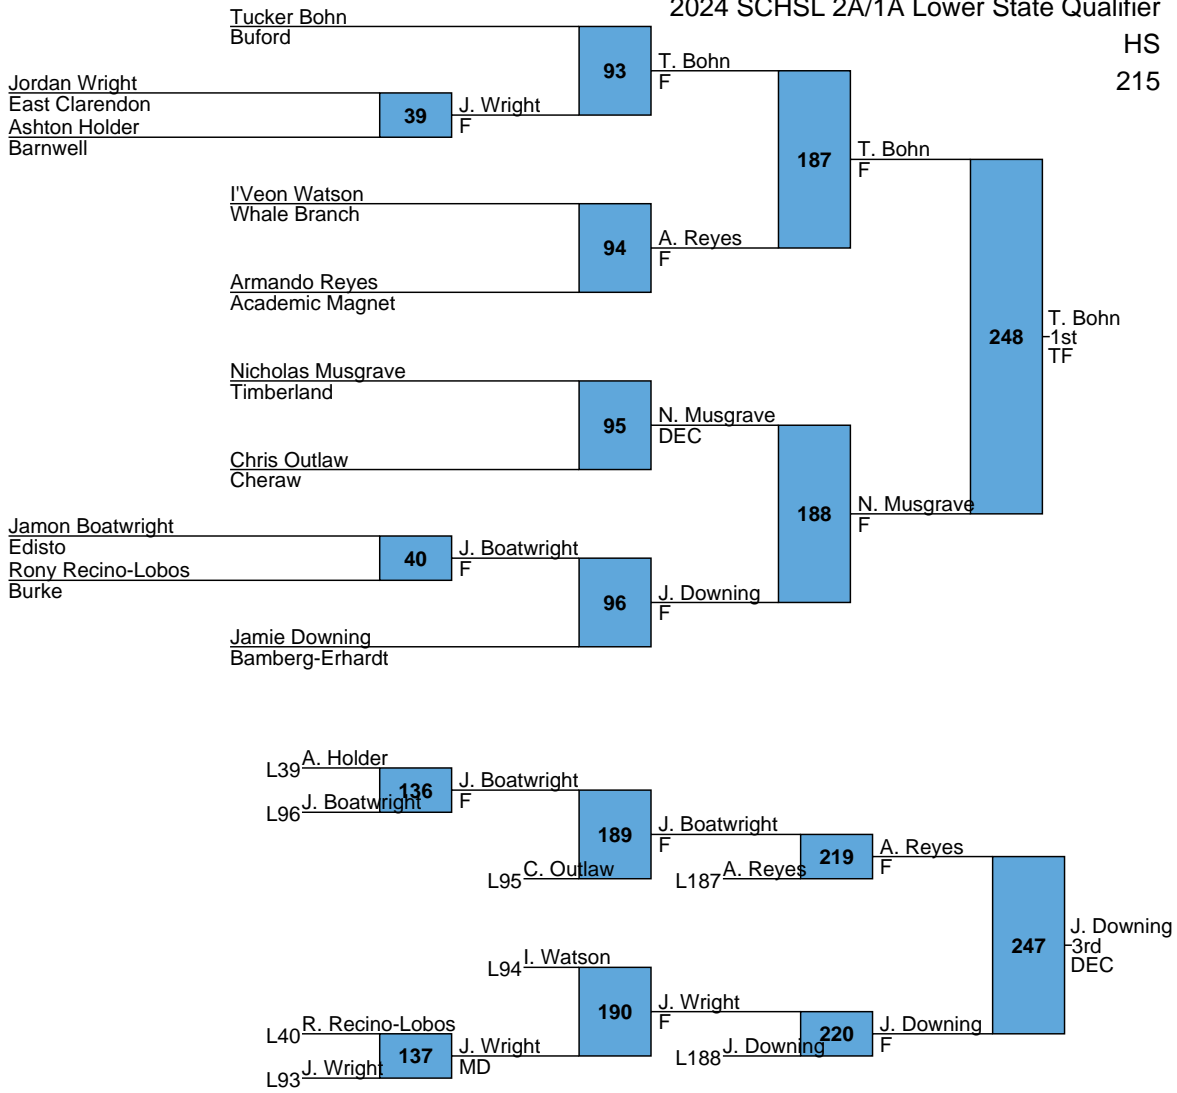 2024 SCHSL 2A/1A Lower State Qualifier
HS
215
Tucker Bohn
Buford
93
T. Bohn
F
Jordan Wright
East Clarendon
39
J. Wright
F
Ashton Holder
Barnwell
187
T. Bohn
F
I'Veon Watson
Whale Branch
94
A. Reyes
F
Armando Reyes
Academic Magnet
248
T. Bohn
1st
TF
Nicholas Musgrave
Timberland
95
N. Musgrave
DEC
Chris Outlaw
Cheraw
188
N. Musgrave
F
Jamon Boatwright
Edisto
40
J. Boatwright
F
Rony Recino-Lobos
Burke
96
J. Downing
F
Jamie Downing
Bamberg-Erhardt
L39 A. Holder
136
J. Boatwright
F
L96 J. Boatwright
189
J. Boatwright
F
L95 C. Outlaw
219
A. Reyes
F
L187 A. Reyes
247
J. Downing
3rd
DEC
L94 I. Watson
190
J. Wright
F
L40 R. Recino-Lobos
137
J. Wright
MD
L93 J. Wright
220
J. Downing
F
L188 J. Downing